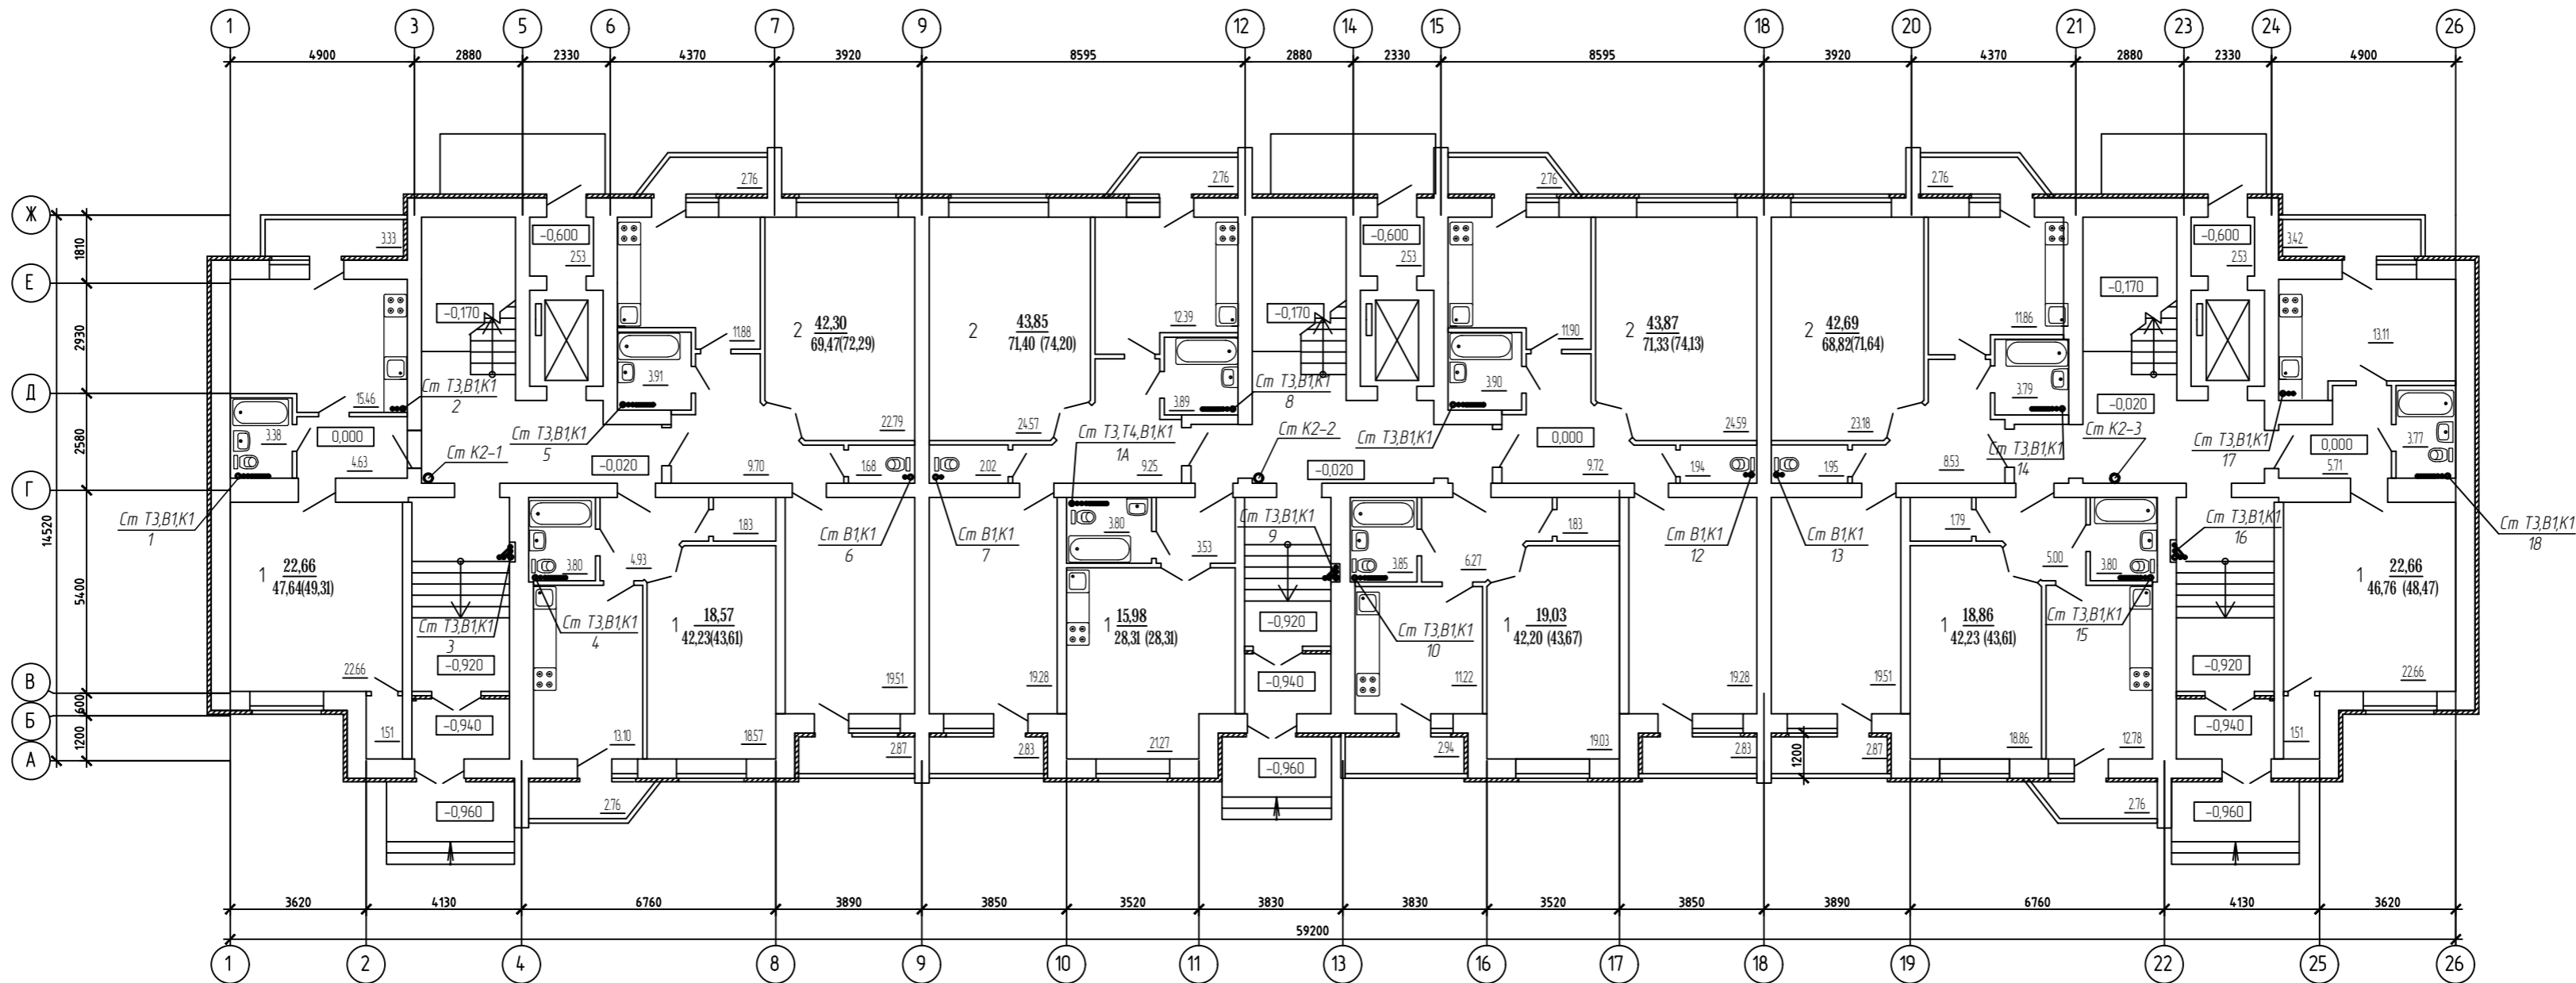 1 3 5 6 7 9 12 14 15 18 20 21 23 24 26
4900 2880 2330 4370 3920 8595 2880 2330 8595 3920 4370 2880 2330 4900
2.76 2.76 2.76 2.76
Ж
3.33 -0,600 -0,600 -0,600 3.42
1810
2.53 2.53 2.53
Е
-0,170 -0,170 -0,170
2930
2 42,30
69,47(72,29)
2 43,85
71,40 (74,20)
2 43,87
71,33 (74,13)
2 42,69
68,82(71,64)
11.88 12.39 11.90 11.86 13.11
3.91 3.89 3.90 3.79
Д
15.46
Ст Т3,В1,К1
2
Ст Т3,В1,К1
8
-0,020
2580
3.38 0,000 4.63
Ст К2-1
Ст Т3,В1,К1
5
-0,020
22.79 24.57
Ст Т3,Т4,В1,К1
1А
Ст К2-2
Ст Т3,В1,К1
0,000
24.59 23.18
Ст Т3,В1,К1
14
Ст К2-3
Ст Т3,В1,К1
17
0,000
3.77
9.70 1.68 2.02 9.25 -0,020 9.72 1.94 1.95 8.53 5.71
Г
14520
Ст Т3,В1,К1
1
1.83 3.80 1.83 1.79
Ст В1,К1
6
Ст В1,К1
7
Ст Т3,В1,К1
9
Ст В1,К1
12
Ст В1,К1
13
Ст Т3,В1,К1
16
Ст Т3,В1,К1
18
3.80 4.93 3.53 3.85 6.27 5.00 3.80
5400
1 22,66
47,64(49,31)
Ст Т3,В1,К1
3
Ст Т3,В1,К1
4
1 18,57
42,23(43,61)
1 15,98
28,31 (28,31)
-0,920
Ст Т3,В1,К1
10
1 19,03
42,20 (43,67)
1 18,86
42,23 (43,61)
Ст Т3,В1,К1
15
1 22,66
46,76 (48,47)
22.66 -0,920 19.51 19.28 -0,940 11.22 19.28 19.51 -0,920 22.66
В
600
Б
1200
1.51 -0,940 13.10 18.57 2.87 2.83 21.27 2.94 19.03 2.83 1200 2.87 18.86 12.78 -0,940 1.51
А
-0,960
-0,960 2.76 2.76 -0,960
3620 4130 6760 3890 3850 3520 3830 3830 3520 3850 3890 6760 4130 3620
59200
1 2 4 8 9 10 11 13 16 17 18 19 22 25 26